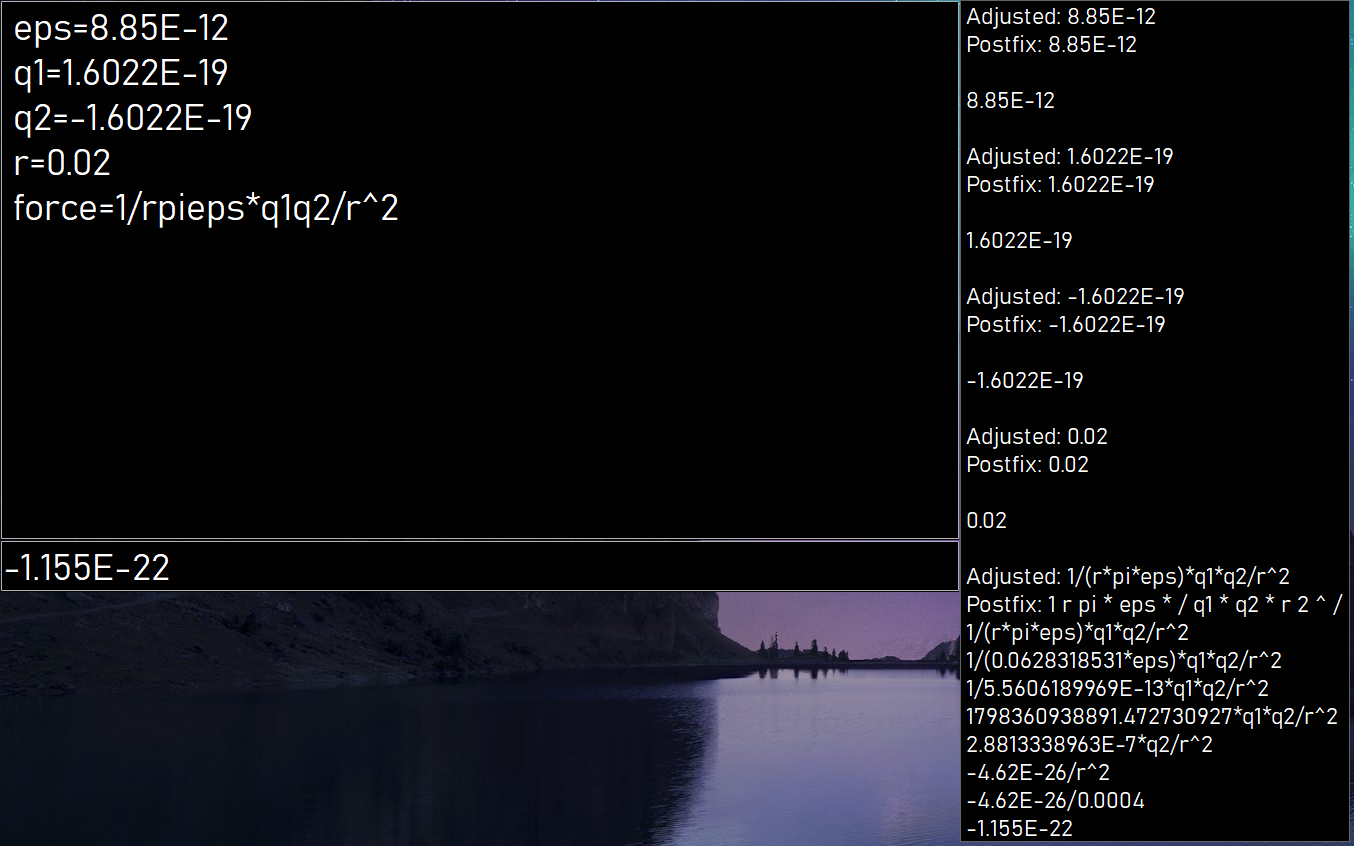 eps=8.85E-12
q1=1.6022E-19
q2=-1.6022E-19
r=0.02
force=1/rpieps*q1q2/r^2
-1.155E-22
Adjusted: 8.85E-12
Postfix: 8.85E-12
8.85E-12
Adjusted: 1.6022E-19
Postfix: 1.6022E-19
1.6022E-19
Adjusted: -1.6022E-19
Postfix: -1.6022E-19
-1.6022E-19
Adjusted: 0.02
Postfix: 0.02
0.02
Adjusted: 1/(r*pi*eps)*q1*q2/r^2
Postfix: 1 r pi * eps * / q1 * q2 * r 2 ^ /
1/(r*pi*eps)*q1*q2/r^2
1/(0.0628318531*eps)*q1*q2/r^2
1/5.5606189969E-13*q1*q2/r^2
1798360938891.472730927*q1*q2/r^2
2.8813338963E-7*q2/r^2
-4.62E-26/r^2
-4.62E-26/0.0004
-1.155E-22